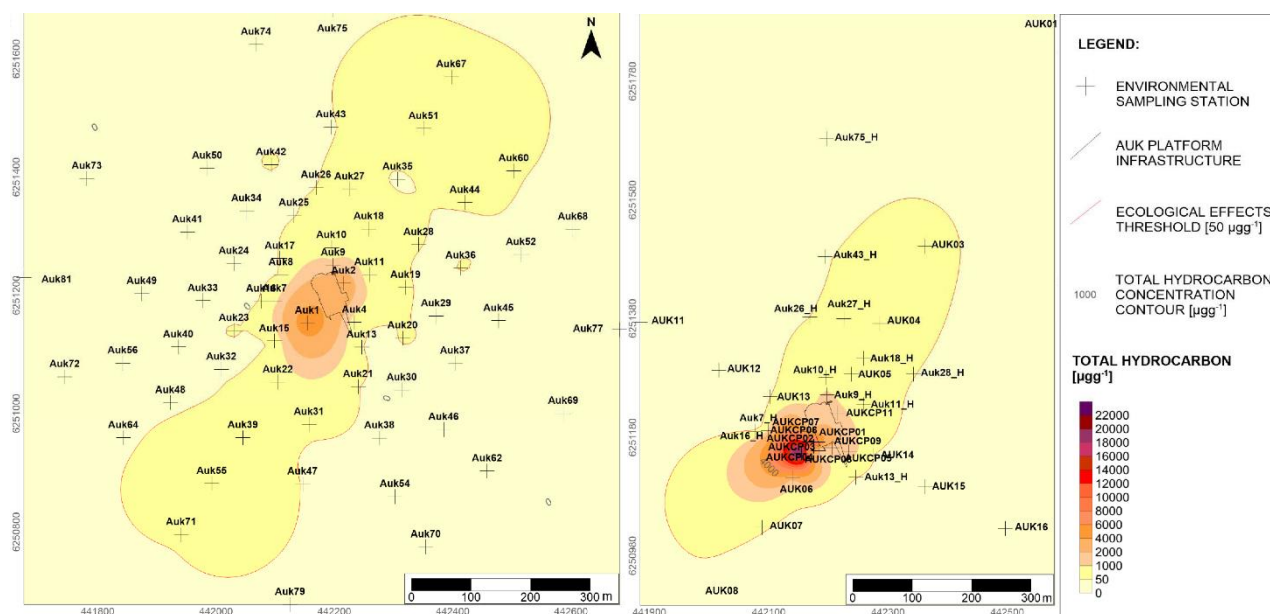 Auk74
Auk75
N
6251600
Auk67
Auk43
Auk51
0
Auk42
Auk50
Auk73
Auk35
Auk60
6251400
Auk26
Auk27
Auk34
Auk25
Auk44
Auk41
Auk18
Auk68
Auk10
Auk28
Auk17
Auk24
Auk9
Auk52
Auk8
Auk2
Auk11
Auk36
Auk81
Auk49
Auk19
6251200
Auk33
Auk7
0
Auk1
Auk4
Auk29
Auk45
Auk23
Auk15
Auk20
Auk77
Auk40
Auk13
Auk56
Auk32
Auk37
Auk72
Auk22
Auk21
Auk30
Auk48
0
Auk69
6251000
Auk31
Auk46
Auk64
Auk39
Auk38
Auk55
Auk47
Auk62
Auk54
0
Auk71
6250800
Auk70
Auk79
0 100 200 300 m
441800 442000 442200 442400 442600
AUK01
6251780
Auk75_H
6251580
AUK03
Auk43_H
Auk26_H
Auk27_H
AUK11
AUK04
6251380
Auk18_H
AUK12
Auk10_H
AUK05
Auk28_H
AUK13
Auk9_H
Auk11_H
Auk7_H
AUKCP11
AUKCP07
6251180
Auk16_H
AUKCP06
AUKCP01
AUKCP02
AUKCP09
AUKCP03
AUK14
AUKCP05
1000
AUK06
Auk13_H
AUK15
AUK07
AUK16
6250980
AUK08
0 100 200 300 m
441900 442100 442300 442500
LEGEND:
ENVIRONMENTAL
SAMPLING STATION
AUK PLATFORM
INFRASTRUCTURE
ECOLOGICAL EFFECTS
THRESHOLD [50 µgg⁻¹]
1000
TOTAL HYDROCARBON
CONCENTRATION
CONTOUR [µgg⁻¹]
TOTAL HYDROCARBON
[µgg⁻¹]
22000
20000
18000
16000
14000
12000
10000
8000
6000
4000
2000
1000
50
0